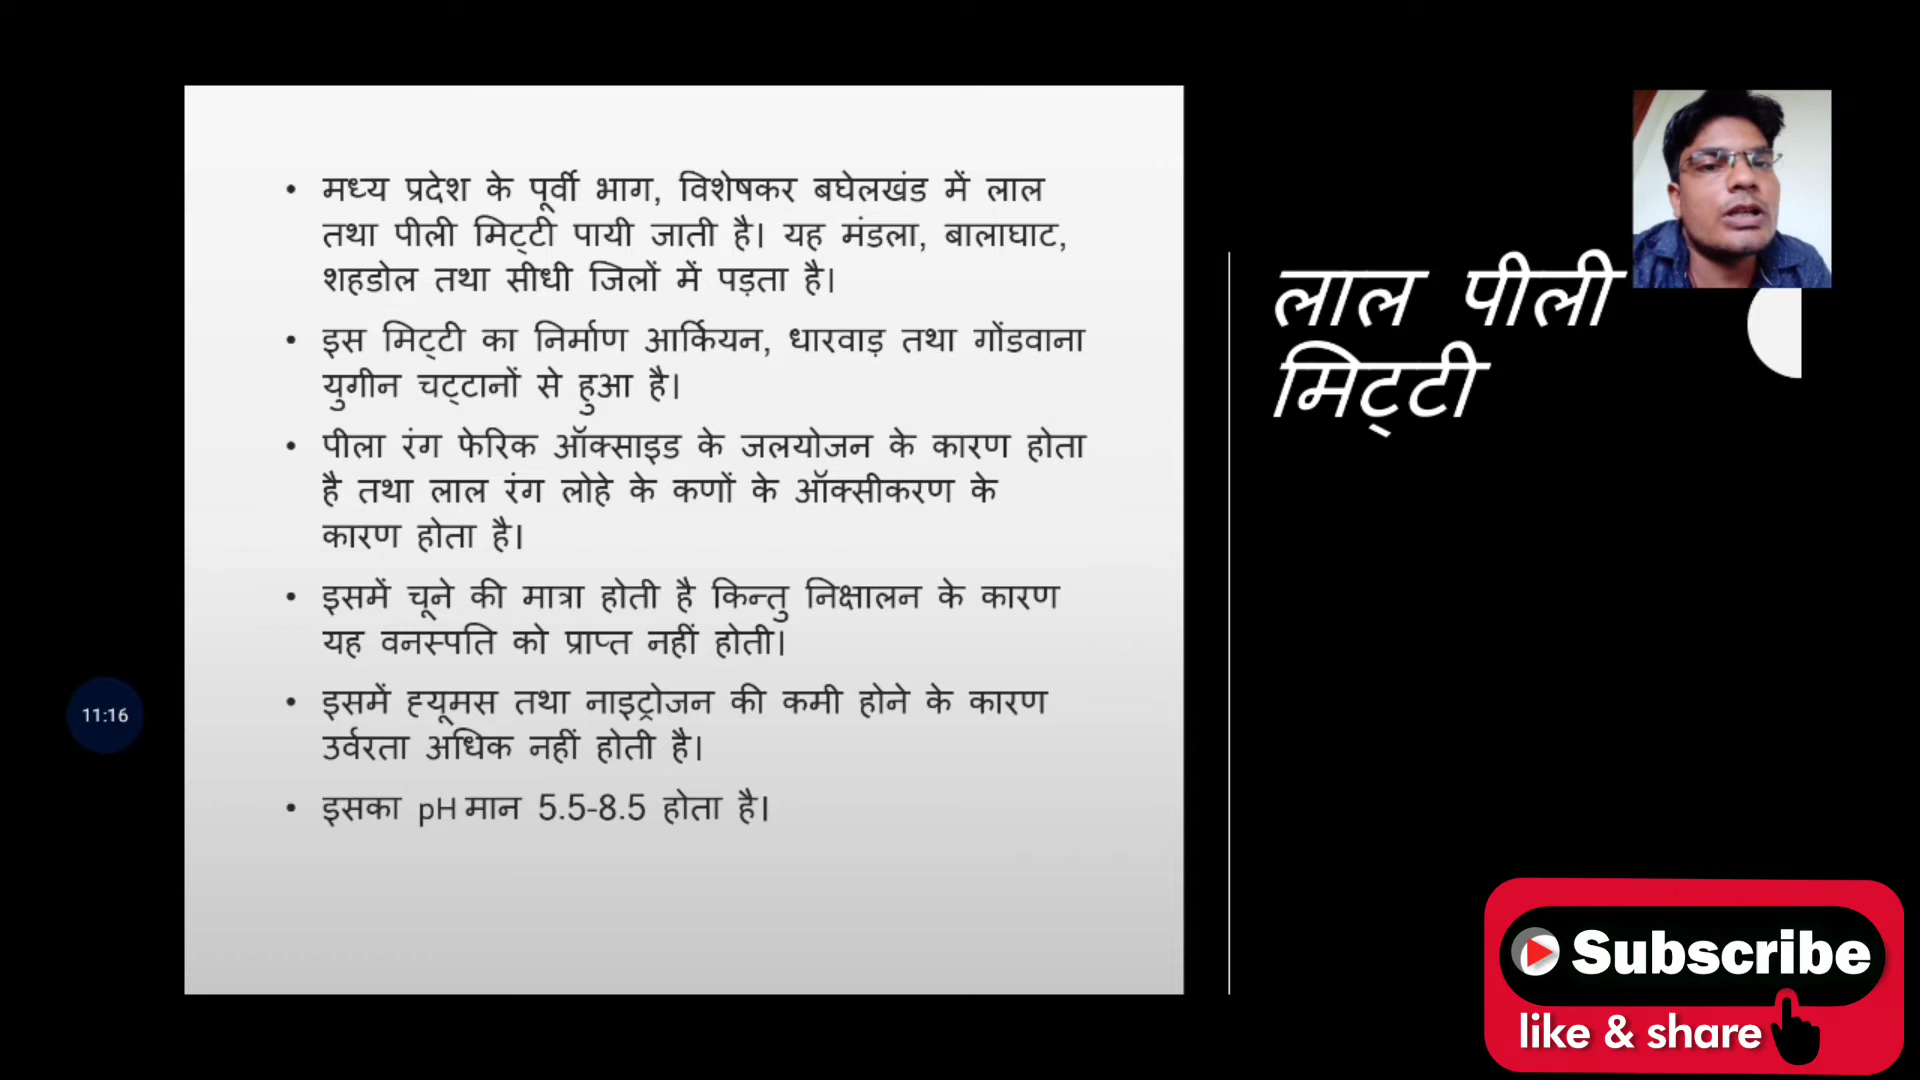 मध्य प्रदेश के पूर्वी भाग, विशेषकर बघेलखंड में लाल
तथा पीली मिट्टी पायी जाती है। यह मंडला, बालाघाट,
शहडोल तथा सीधी जिलों में पड़ता है।
इस मिट्टी का निर्माण आर्कियन, धारवाड़ तथा गोंडवाना
युगीन चट्टानों से हुआ है।
पीला रंग फेरिक ऑक्साइड के जलयोजन के कारण होता
है तथा लाल रंग लोहे के कणों के ऑक्सीकरण के
कारण होता है।
इसमें चूने की मात्रा होती है किन्तु निक्षालन के कारण
यह वनस्पति को प्राप्त नहीं होती।
इसमें ह्यूमस तथा नाइट्रोजन की कमी होने के कारण
उर्वरता अधिक नहीं होती है।
इसका pH मान 5.5-8.5 होता है।
लाल पीली
मिट्टी
11:16
Subscribe
like & share